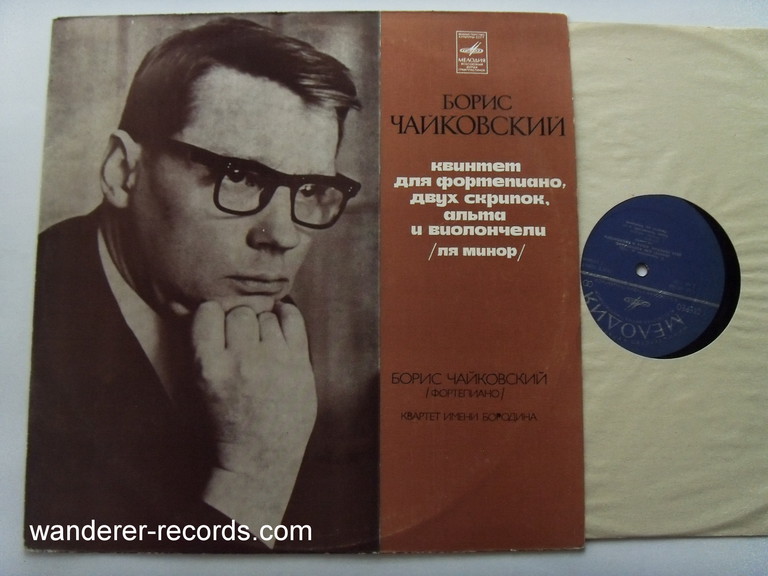 МЕЛОДИЯ
БОРИС
ЧАЙКОВСКИЙ
квинтет
для фортепиано,
двух скрипок,
альта
и виолончели
/ля минор/
БОРИС ЧАЙКОВСКИЙ
/ФОРТЕПИАНО/
КВАРТЕТ ИМЕНИ БОРОДИНА
МЕЛОДИЯ
wanderer-records.com